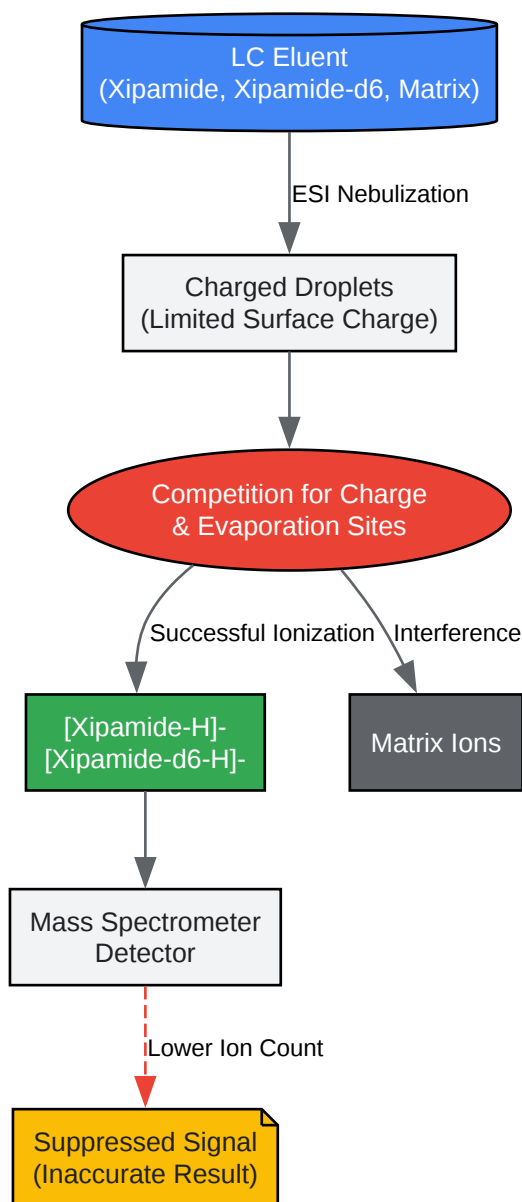 LC Eluent
(Xipamide, Xipamide-d6, Matrix)
ESI Nebulization
Charged Droplets
(Limited Surface Charge)
Competition for Charge
& Evaporation Sites
Successful Ionization
Interference
[Xipamide-H]-
[Xipamide-d6-H]-
Matrix Ions
Mass Spectrometer
Detector
Lower Ion Count
Suppressed Signal
(Inaccurate Result)